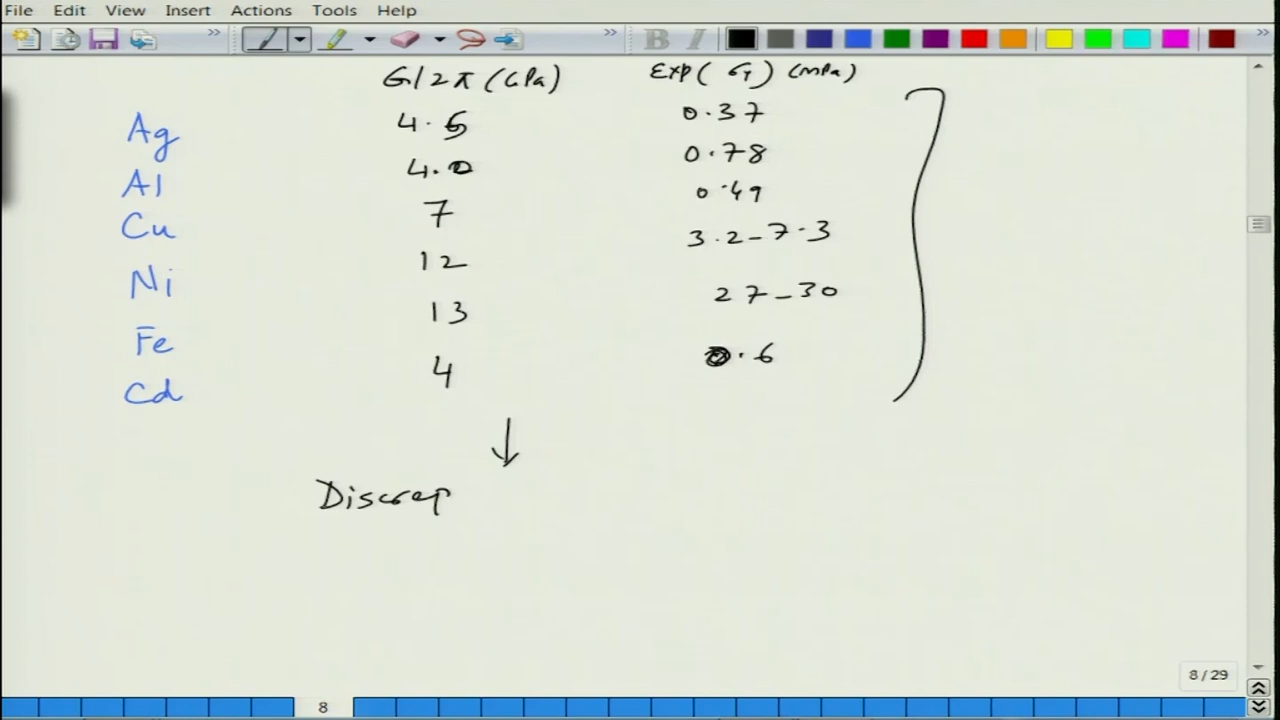 File Edit View Insert Actions Tools Help
B I
G/2π (GPa) Exp( σy) (MPa)
Ag 4.5 0.37
Al 4.0 0.78
Cu 7 0.49
Ni 12 3.2-7.3
Fe 13 27-30
Cd 4 0.6
Discrep
8/29
8